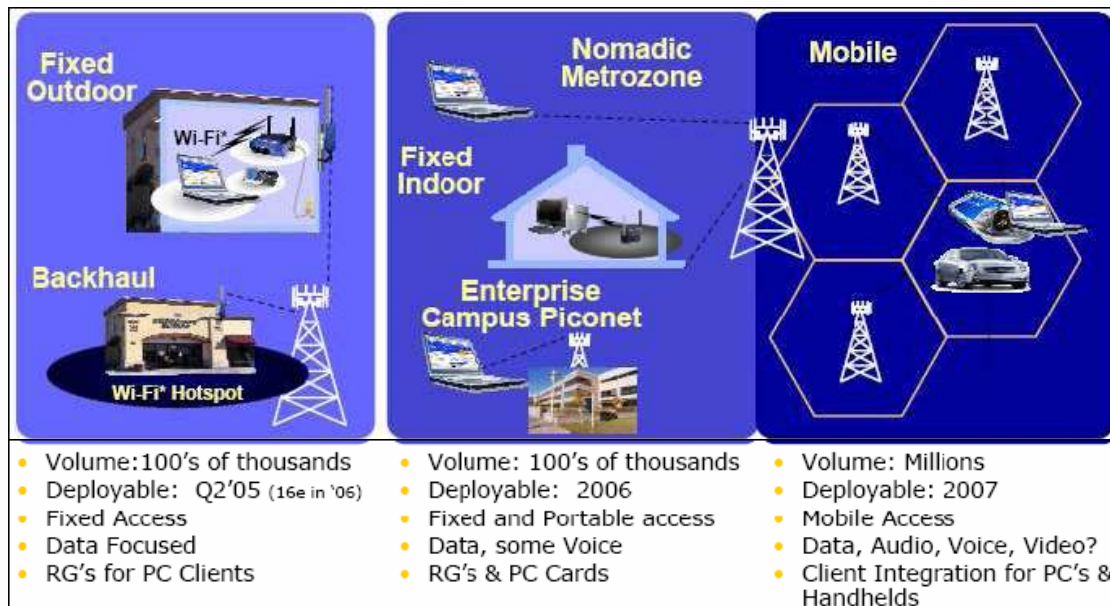 Fixed
Outdoor
Wi-Fi*
Backhaul
Wi-Fi* Hotspot
Nomadic
Metrozone
Fixed
Indoor
Enterprise
Campus Piconet
Mobile
• Volume:100's of thousands
• Deployable: Q2'05 (16e in '06)
• Fixed Access
• Data Focused
• RG's for PC Clients
• Volume: 100's of thousands
• Deployable: 2006
• Fixed and Portable access
• Data, some Voice
• RG's & PC Cards
• Volume: Millions
• Deployable: 2007
• Mobile Access
• Data, Audio, Voice, Video?
• Client Integration for PC's &
Handhelds